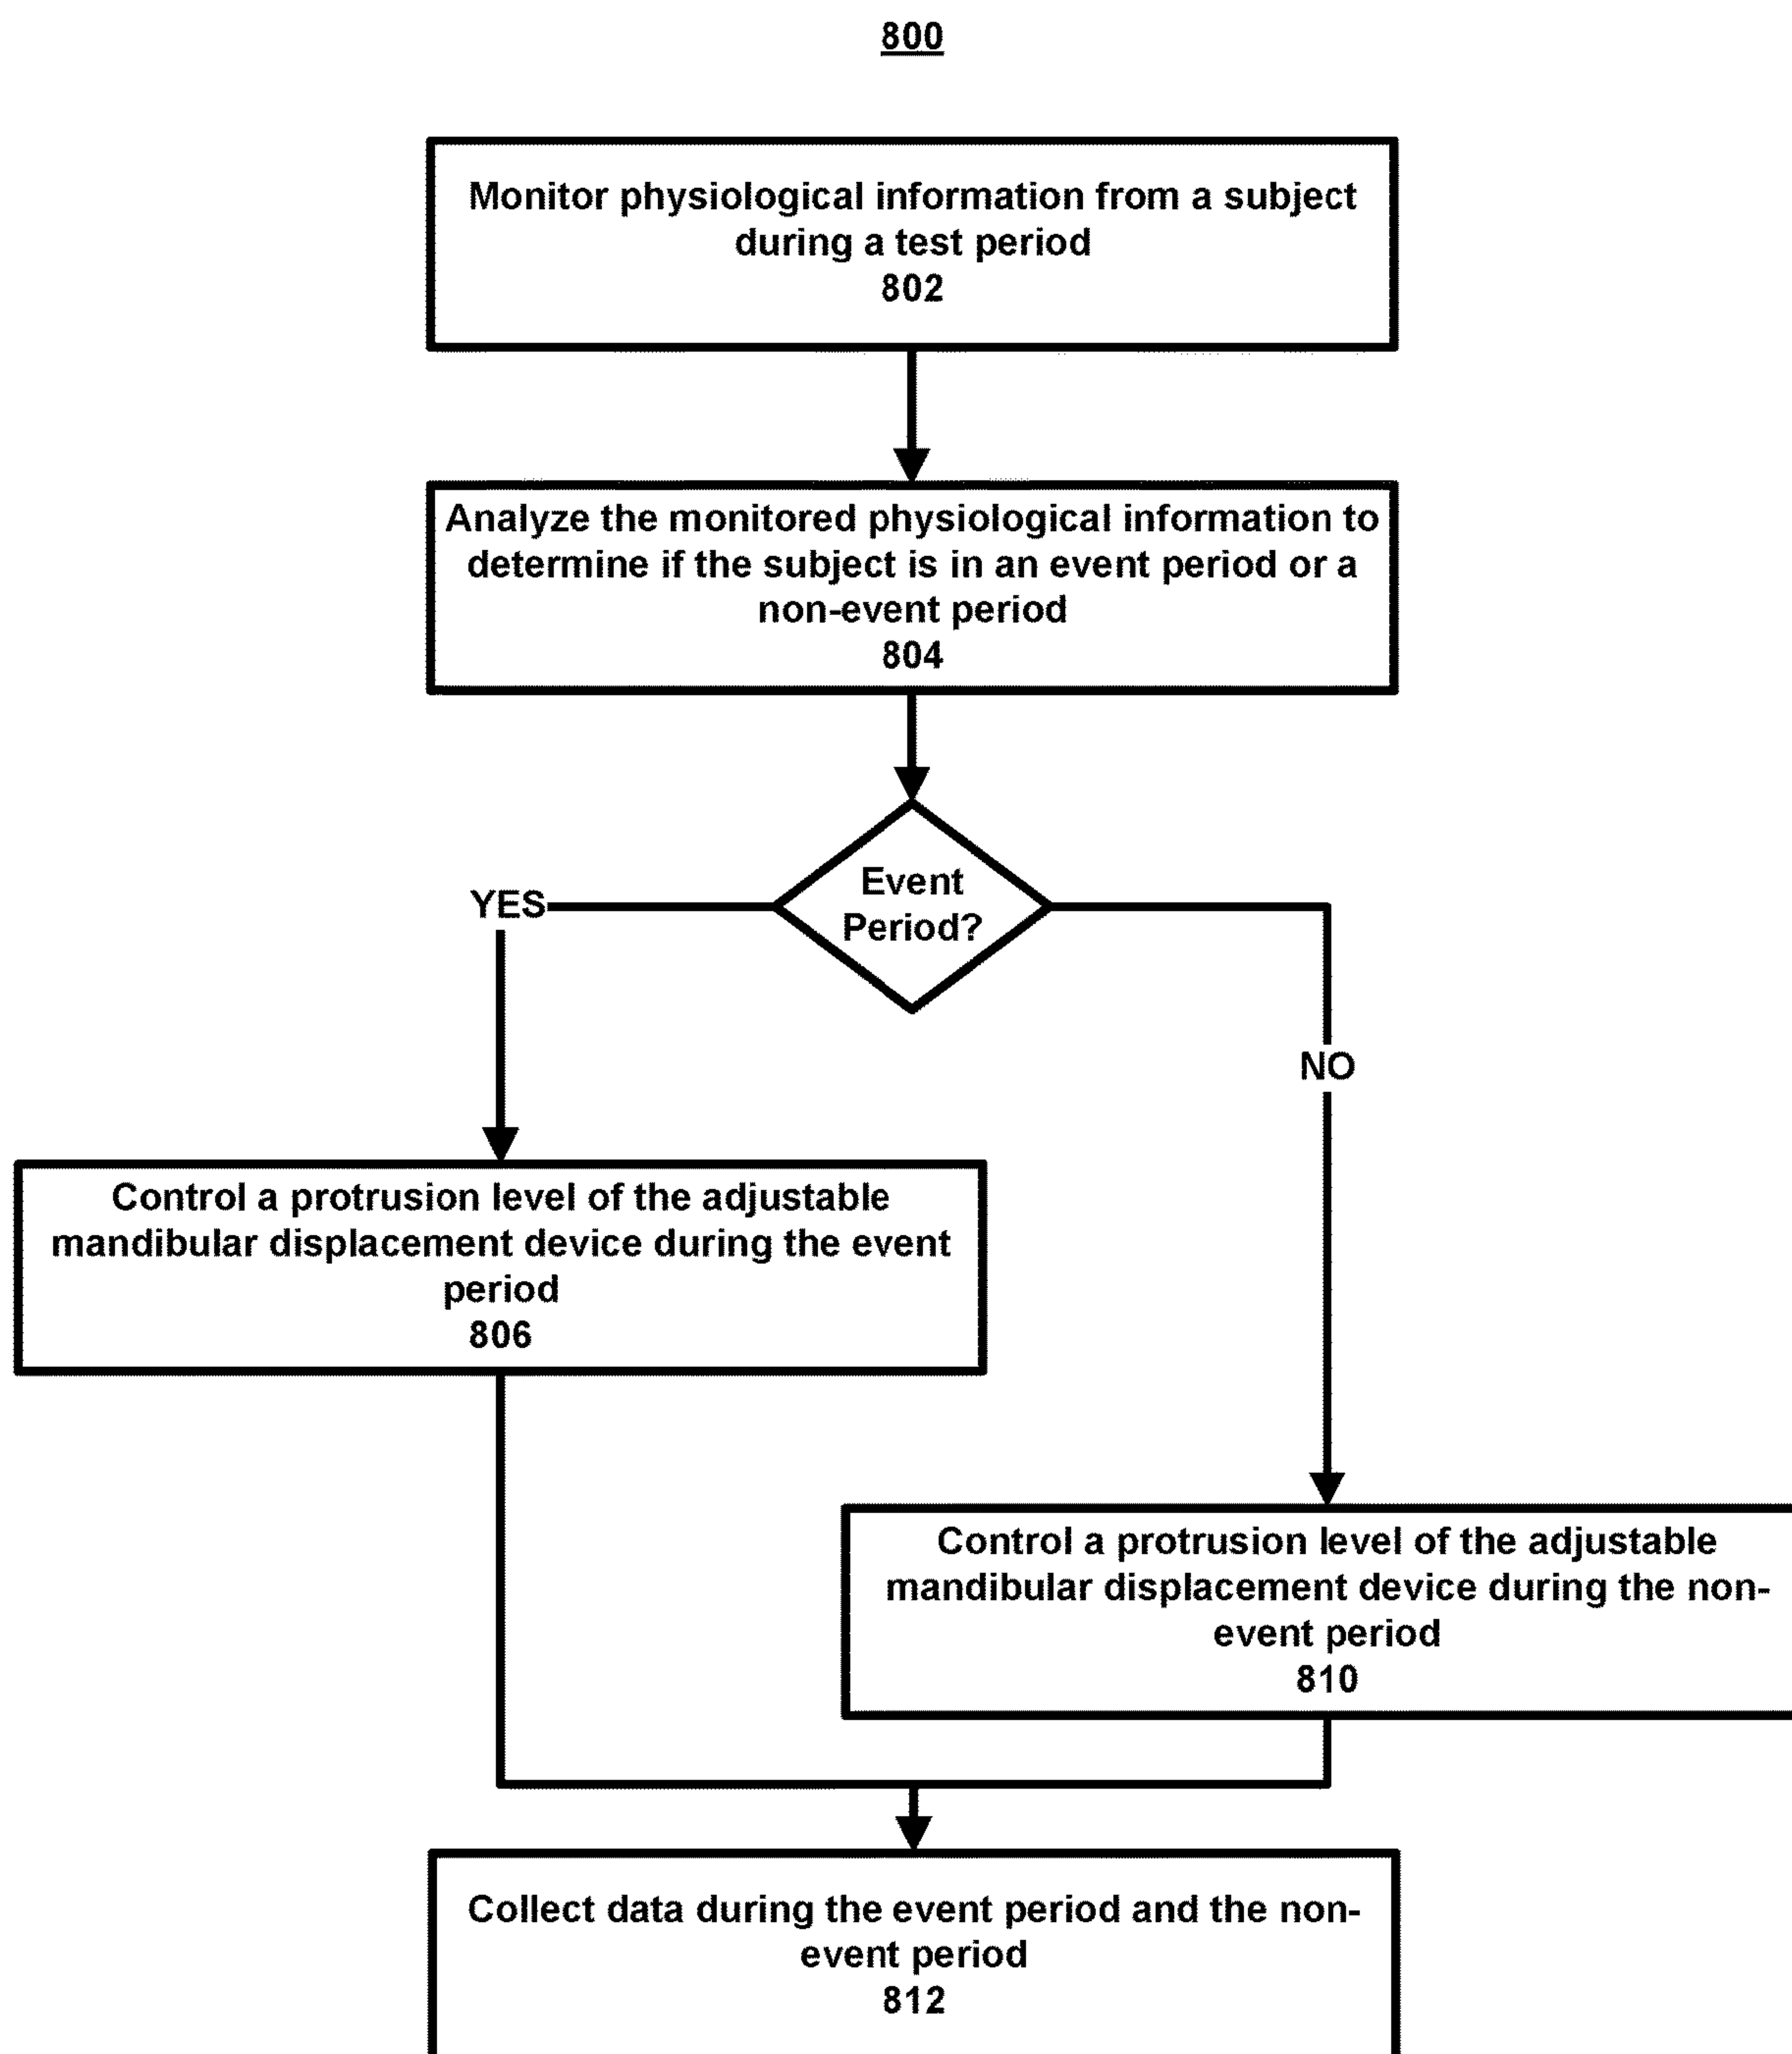 800
Monitor physiological information from a subject
during a test period
802
Analyze the monitored physiological information to
determine if the subject is in an event period or a
non-event period
804
Event
Period?
YES
NO
Control a protrusion level of the adjustable
mandibular displacement device during the event
period
806
Control a protrusion level of the adjustable
mandibular displacement device during the non-
event period
810
Collect data during the event period and the non-
event period
812